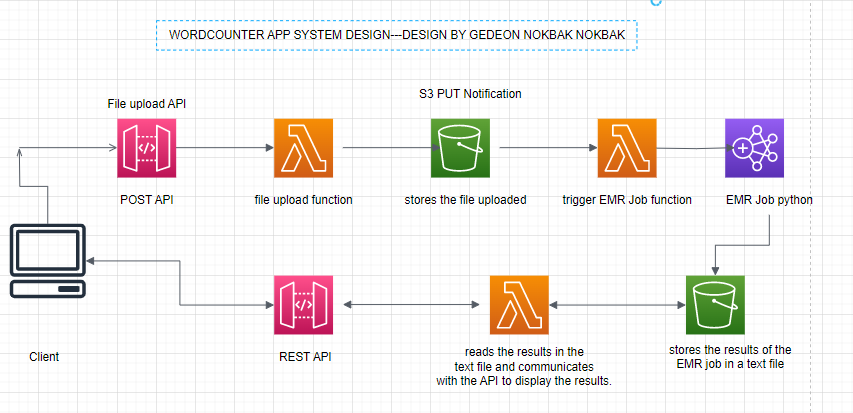 WORDCOUNTER APP SYSTEM DESIGN---DESIGN BY GEDEON NOKBAK NOKBAK
S3 PUT Notification
File upload API
POST API
file upload function
stores the file uploaded
trigger EMR Job function
EMR Job python
Client
REST API
reads the results in the
text file and communicates
with the API to display the results.
stores the results of the
EMR job in a text file